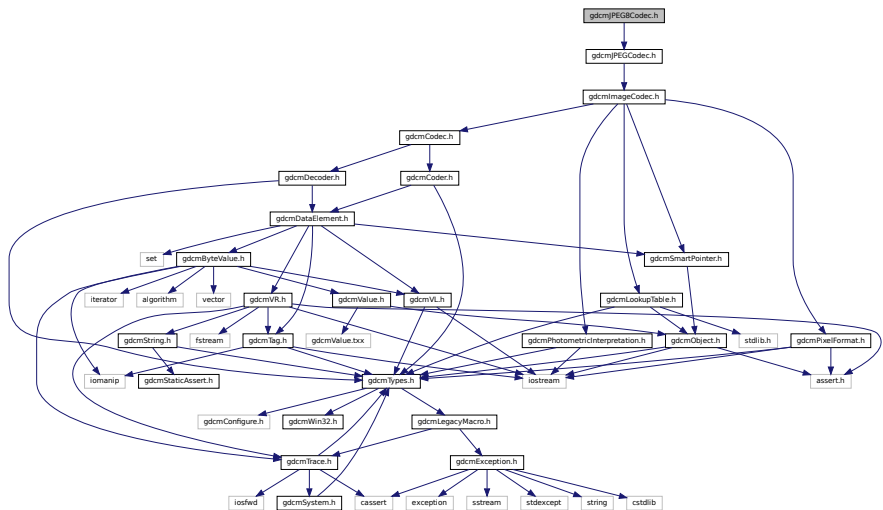 gdcmJPEG8Codec.h
gdcmJPEGCodec.h
gdcmImageCodec.h
gdcmCodec.h
gdcmDecoder.h
gdcmCoder.h
gdcmDataElement.h
set
gdcmByteValue.h
gdcmSmartPointer.h
iterator
algorithm
vector
gdcmVR.h
gdcmValue.h
gdcmVL.h
gdcmLookupTable.h
gdcmString.h
fstream
gdcmTag.h
gdcmValue.txx
gdcmPhotometricInterpretation.h
gdcmObject.h
stdlib.h
gdcmPixelFormat.h
iomanip
gdcmStaticAssert.h
gdcmTypes.h
iostream
assert.h
gdcmConfigure.h
gdcmWin32.h
gdcmLegacyMacro.h
gdcmTrace.h
gdcmException.h
iosfwd
gdcmSystem.h
cassert
exception
sstream
stdexcept
string
cstdlib